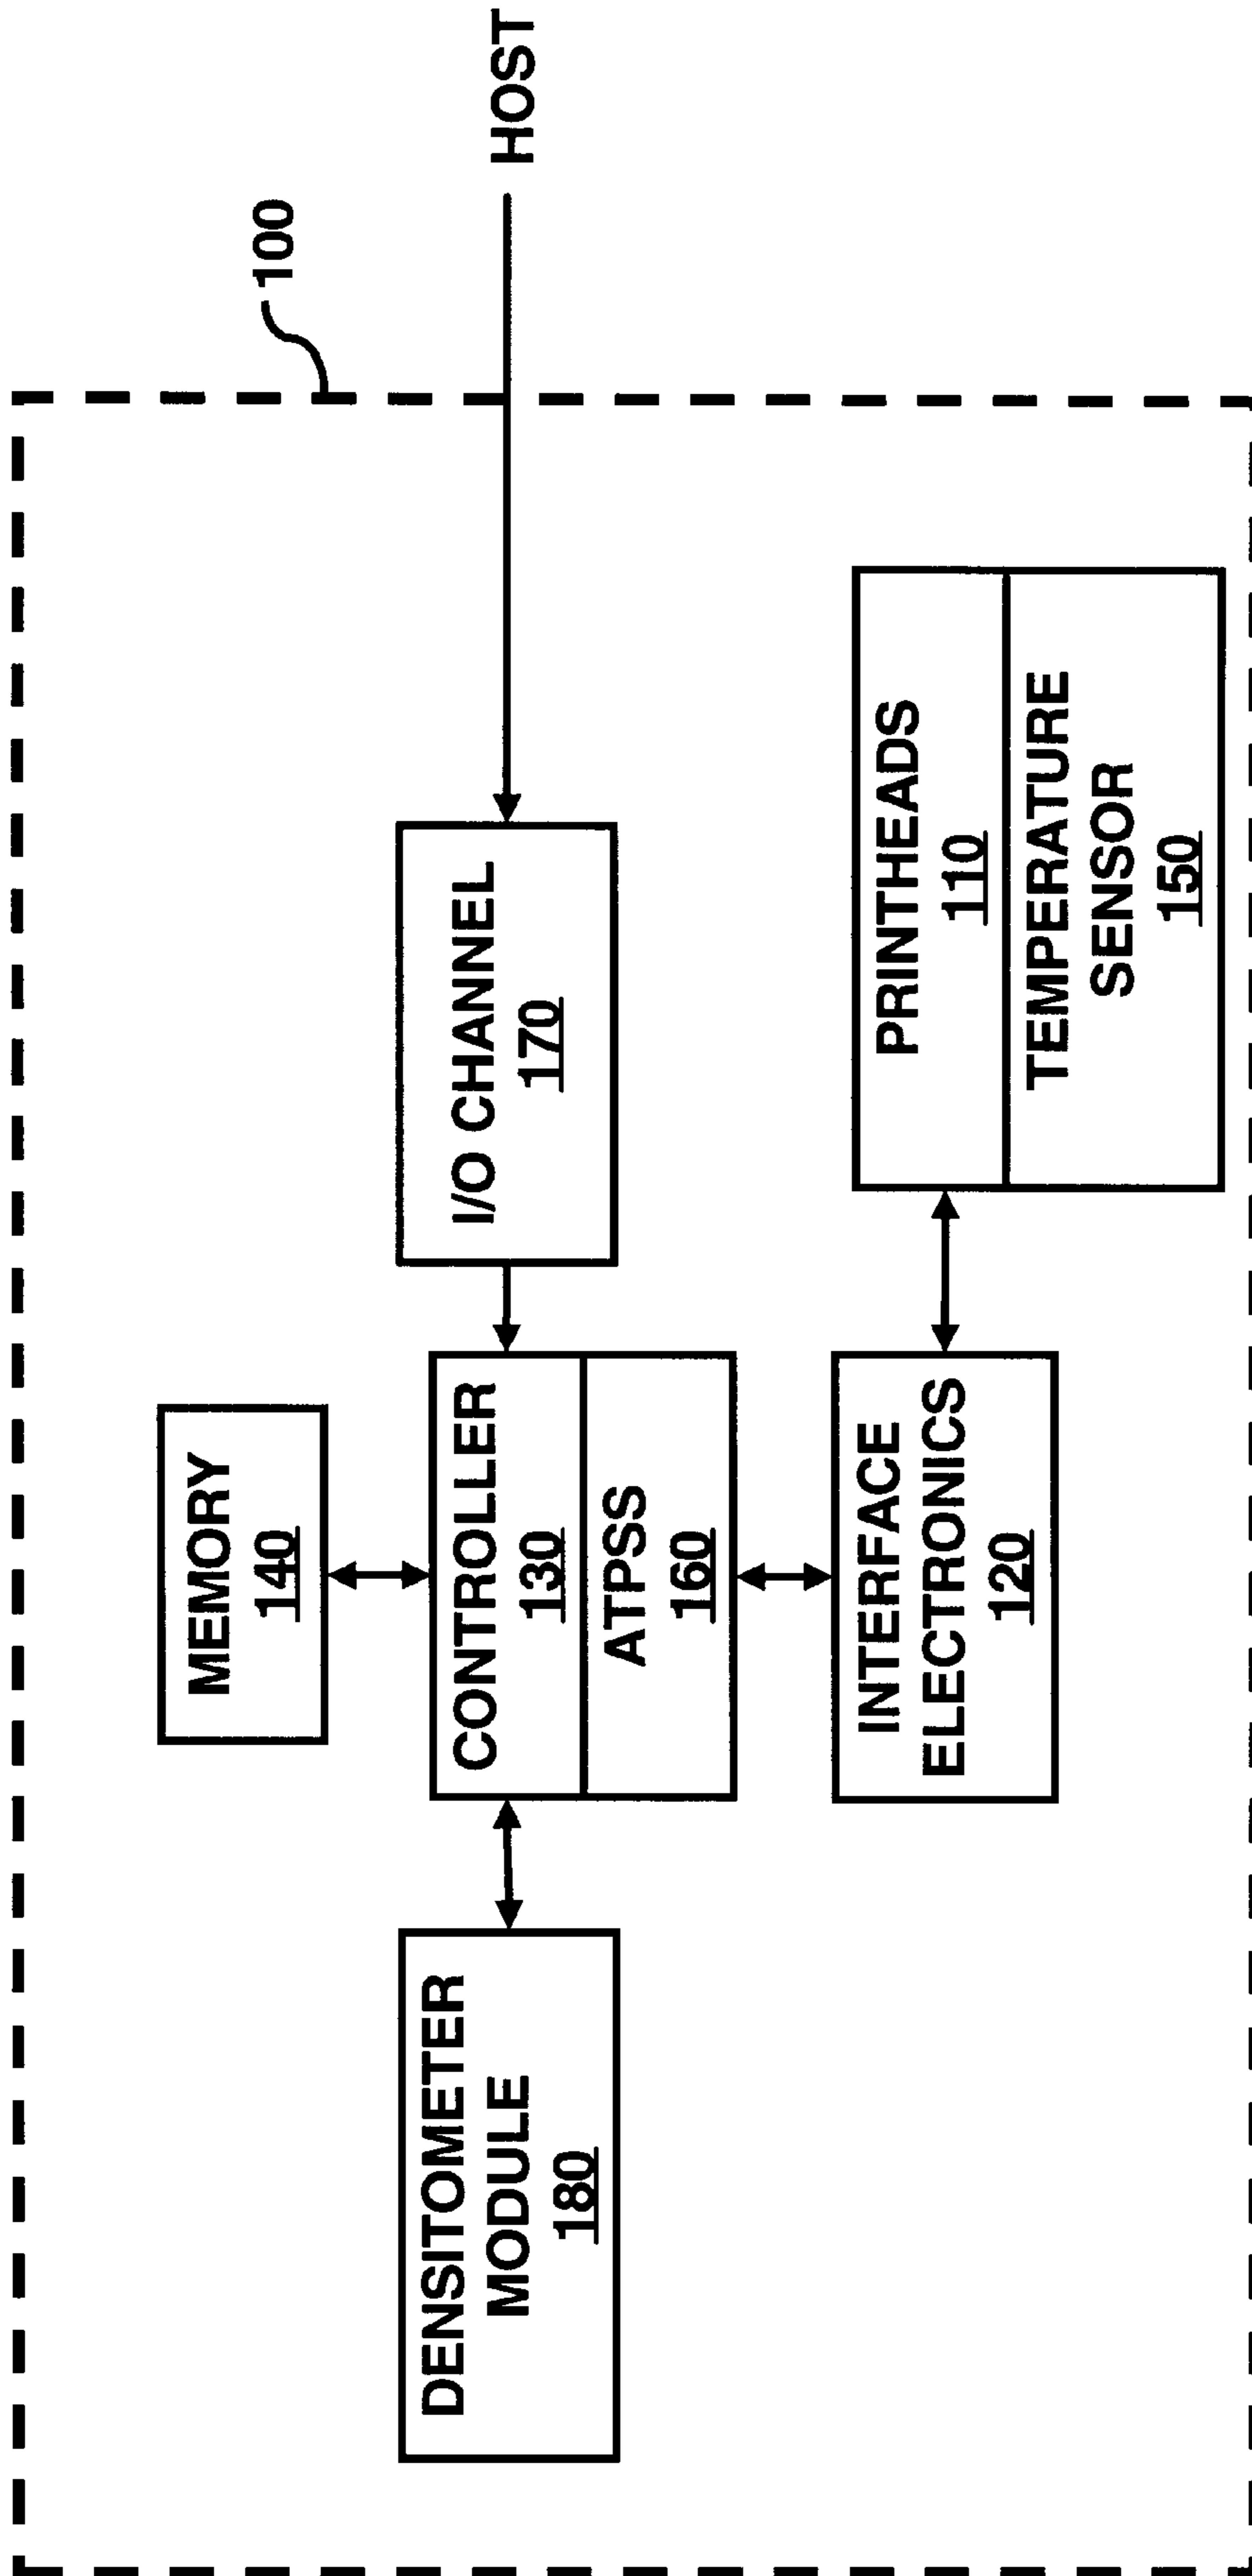 100
HOST
MEMORY
140
DENSITOMETER
MODULE
180
CONTROLLER
130
ATPSS
160
I/O CHANNEL
170
INTERFACE
ELECTRONICS
120
PRINTHEADS
110
TEMPERATURE
SENSOR
150